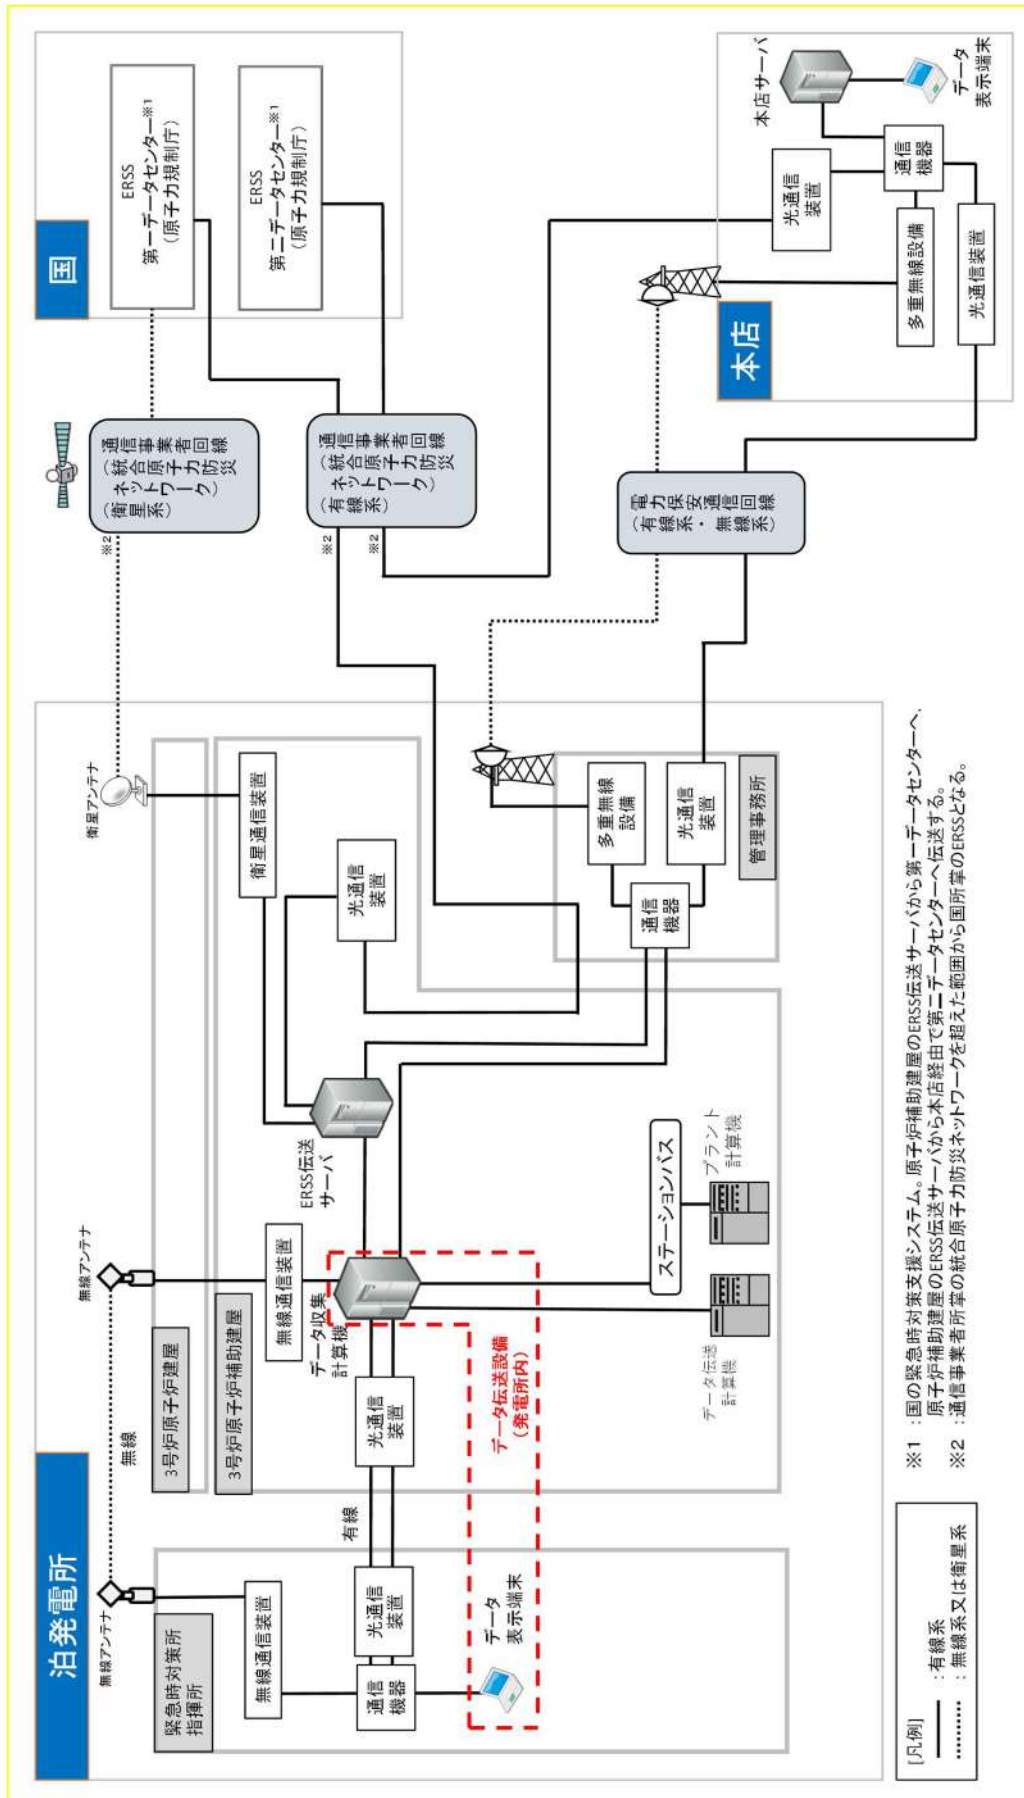 泊発電所
緊急時対策所
指揮所
無線アンテナ
無線通信装置
通信
機器
光通信
装置
データ
表示端末
無線
有線
3号炉原子炉建屋
3号炉原子炉補助建屋
無線アンテナ
無線通信装置
データ収集
計算機
光通信
装置
データ伝送設備
(発電所内)
データ伝送
計算機
プラント
計算機
ステーションバス
ERSS伝送
サーバ
衛星アンテナ
衛星通信装置
光通信
装置
通信
機器
多重無線
設備
光通信
装置
管理事務所
※2
通信事業者回線
(統合原子力防災
ネットワーク)
(衛星系)
※2
※2
通信事業者回線
(統合原子力防災
ネットワーク)
(有線系)
電力保安通信回線
(有線系・無線系)
国
ERSS
第一データセンター※1
(原子力規制庁)
ERSS
第二データセンター※1
(原子力規制庁)
本店
光通信
装置
多重無線設備
光通信装置
通信
機器
本店サーバ
データ
表示端末
[凡例]
:有線系
:無線系又は衛星系
※1 :国の緊急時対策支援システム。原子炉補助建屋のERSS伝送サーバから第一データセンターへ、
原子炉補助建屋のERSS伝送サーバから本店経由で第二データセンターへ伝送する。
※2 :通信事業者所掌の統合原子力防災ネットワークを超えた範囲から国所掌のERSSとなる。